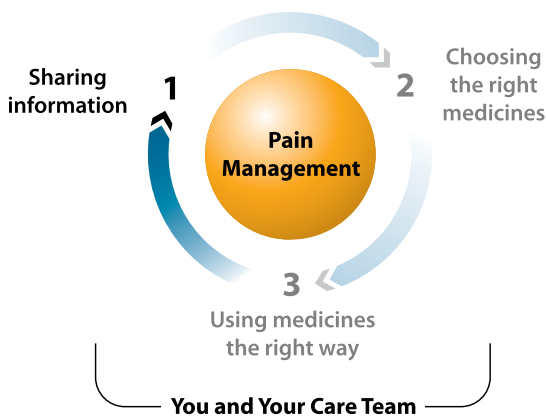 1
Sharing
information
2
Choosing
the right
medicines
Pain
Management
3
Using medicines
the right way
You and Your Care Team